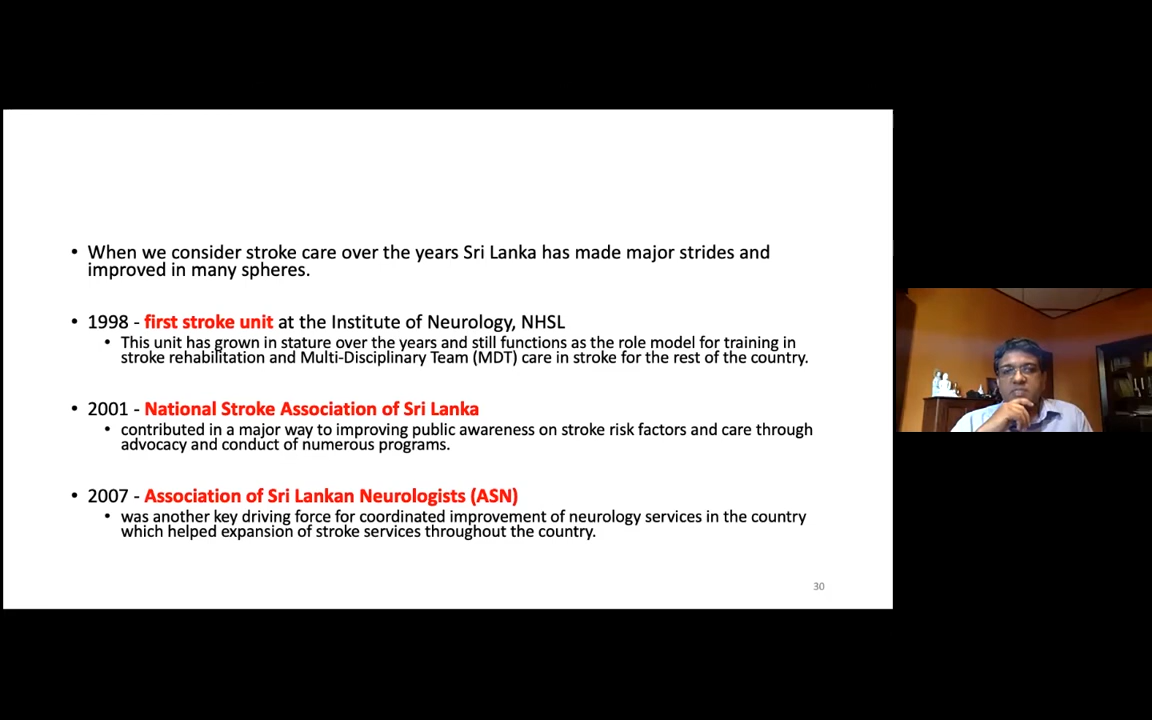 • When we consider stroke care over the years Sri Lanka has made major strides and
improved in many spheres.
• 1998 - first stroke unit at the Institute of Neurology, NHSL
• This unit has grown in stature over the years and still functions as the role model for training in
stroke rehabilitation and Multi-Disciplinary Team (MDT) care in stroke for the rest of the country.
• 2001 - National Stroke Association of Sri Lanka
• contributed in a major way to improving public awareness on stroke risk factors and care through
advocacy and conduct of numerous programs.
• 2007 - Association of Sri Lankan Neurologists (ASN)
• was another key driving force for coordinated improvement of neurology services in the country
which helped expansion of stroke services throughout the country.
30